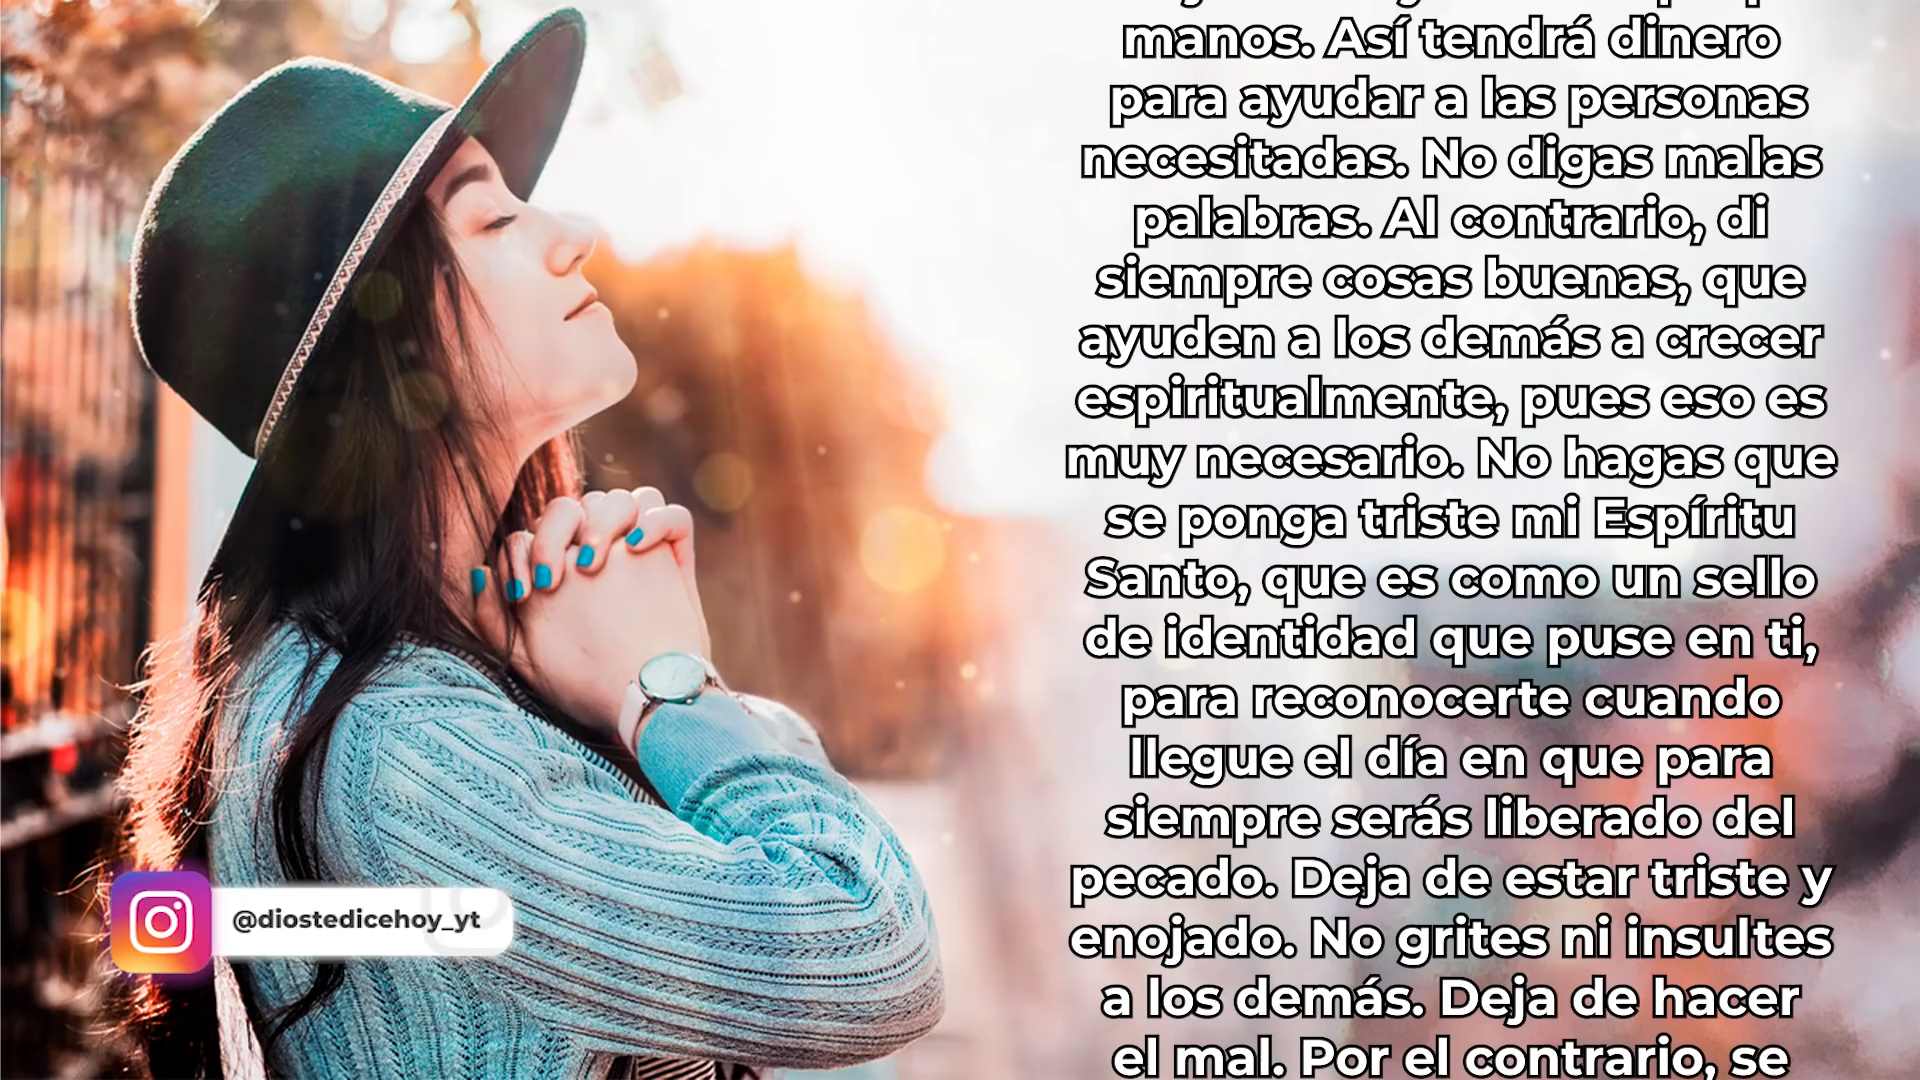 manos. Así tendrá dinero
para ayudar a las personas
necesitadas. No digas malas
palabras. Al contrario, di
siempre cosas buenas, que
ayuden a los demás a crecer
espiritualmente, pues eso es
muy necesario. No hagas que
se ponga triste mi Espíritu
Santo, que es como un sello
de identidad que puse en ti,
para reconocerte cuando
llegue el día en que para
siempre serás liberado del
pecado. Deja de estar triste y
enojado. No grites ni insultes
a los demás. Deja de hacer
el mal. Por el contrario, se
@diostedicehoy_yt